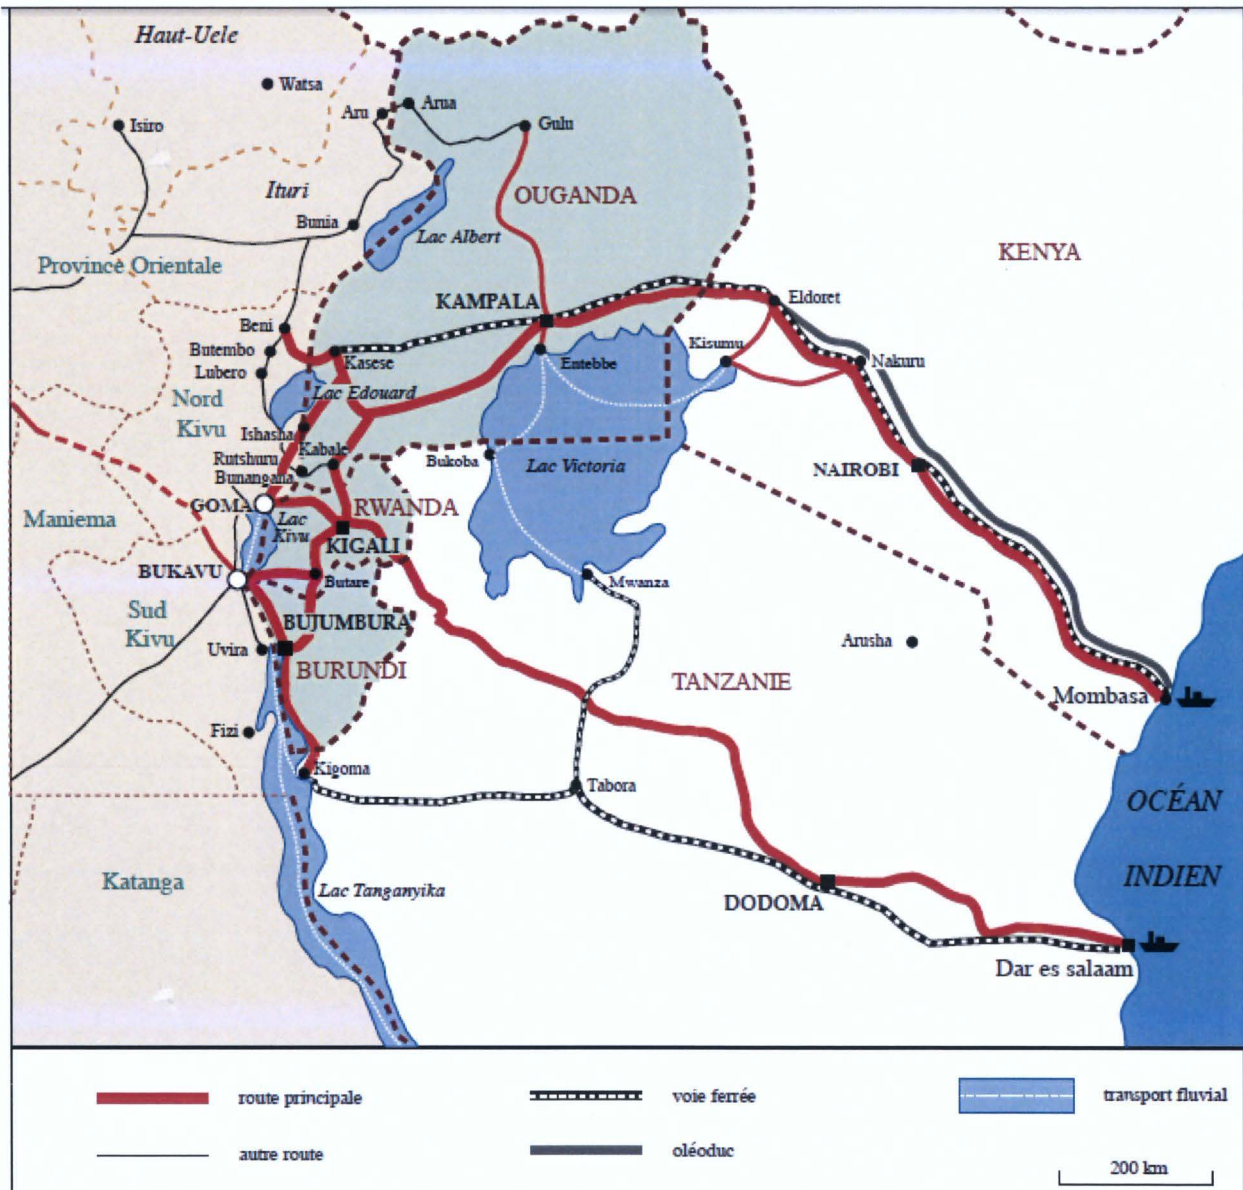 Haut-Uele
Watsa
Aru
Arua
Isiro
Gulu
Ituri
OUGANDA
Bunia
Lac Albert
KENYA
Province Orientale
KAMPALA
Eldoret
Beni
Butembo
Kasese
Entebbe
Kisumu
Nakuru
Lubero
Lac Edouard
Nord
Kivu
Ishasha
Kabale
Rutshuru
Bukoba
Lac Victoria
NAIROBI
Bunangana
GOMA
RWANDA
Maniema
Lac
Kivu
KIGALI
BUKAVU
Butare
Mwanza
Sud
Kivu
BUJUMBURA
Uvira
Arusha
BURUNDI
TANZANIE
Mombasa
Fizi
Kigoma
Tabora
OCÉAN
INDIEN
Katanga
Lac Tanganyika
DODOMA
Dar es salaam
route principale
voie ferrée
transport fluvial
autre route
oléoduc
200 km